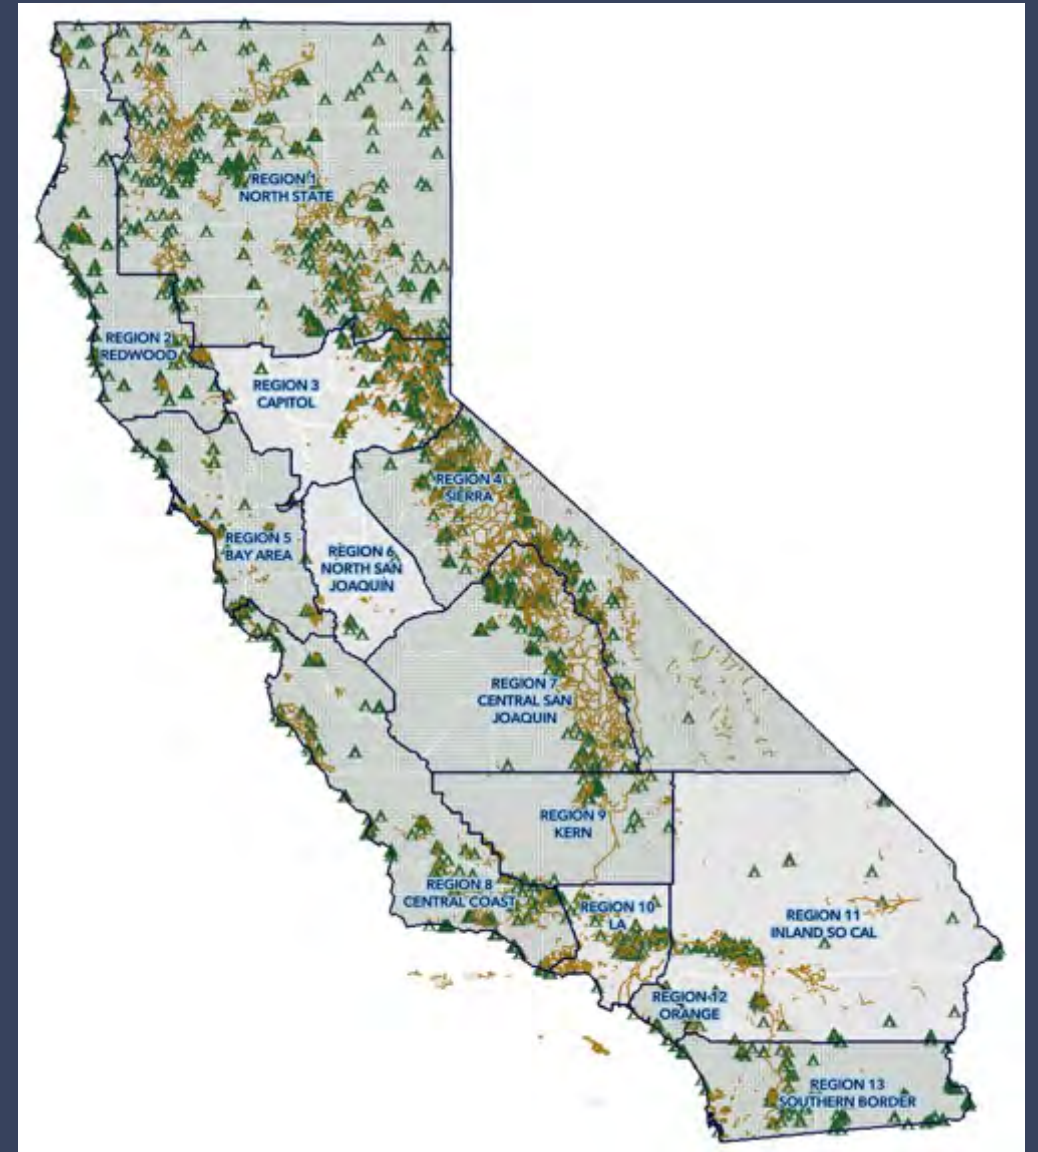 REGION 1
NORTH STATE
REGION 2
REDWOOD
REGION 3
CAPITOL
REGION 4
SIERRA
REGION 5
BAY AREA
REGION 6
NORTH SAN
JOAQUIN
REGION 7
CENTRAL SAN
JOAQUIN
REGION 8
CENTRAL COAST
REGION 9
KERN
REGION 10
LA
REGION 11
INLAND SO CAL
REGION 12
ORANGE
REGION 13
SOUTHERN BORDER